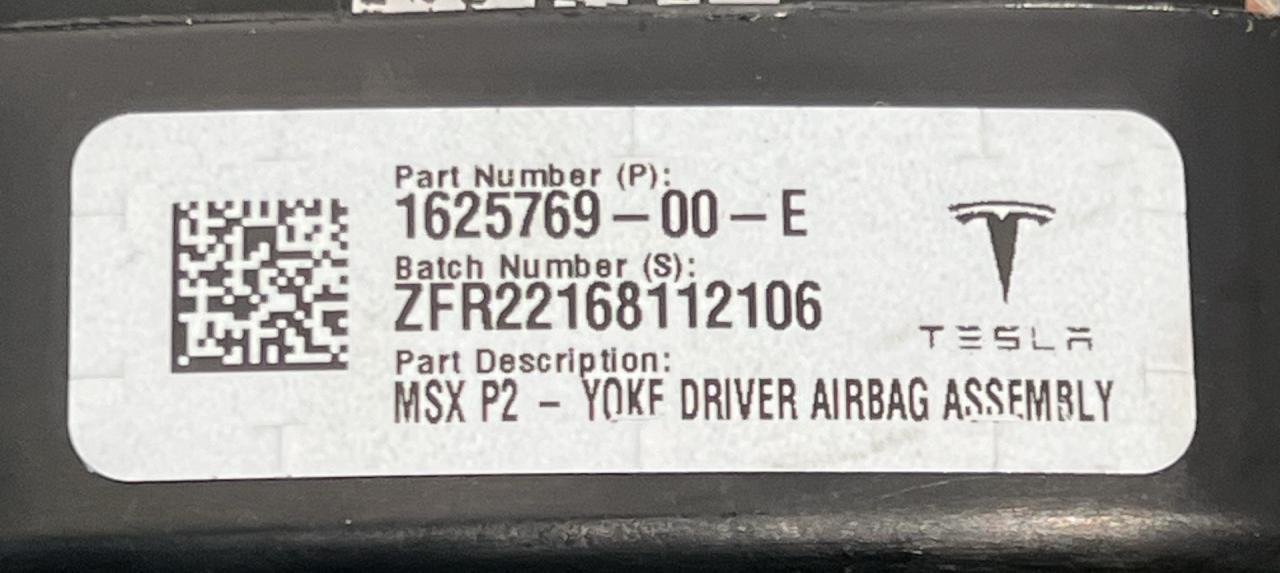 Part Number (P):
1625769-00-E
Batch Number (S):
ZFR22168112106
Part Description:
MSX P2 - YOKE DRIVER AIRBAG ASSEMBLY
TESLA